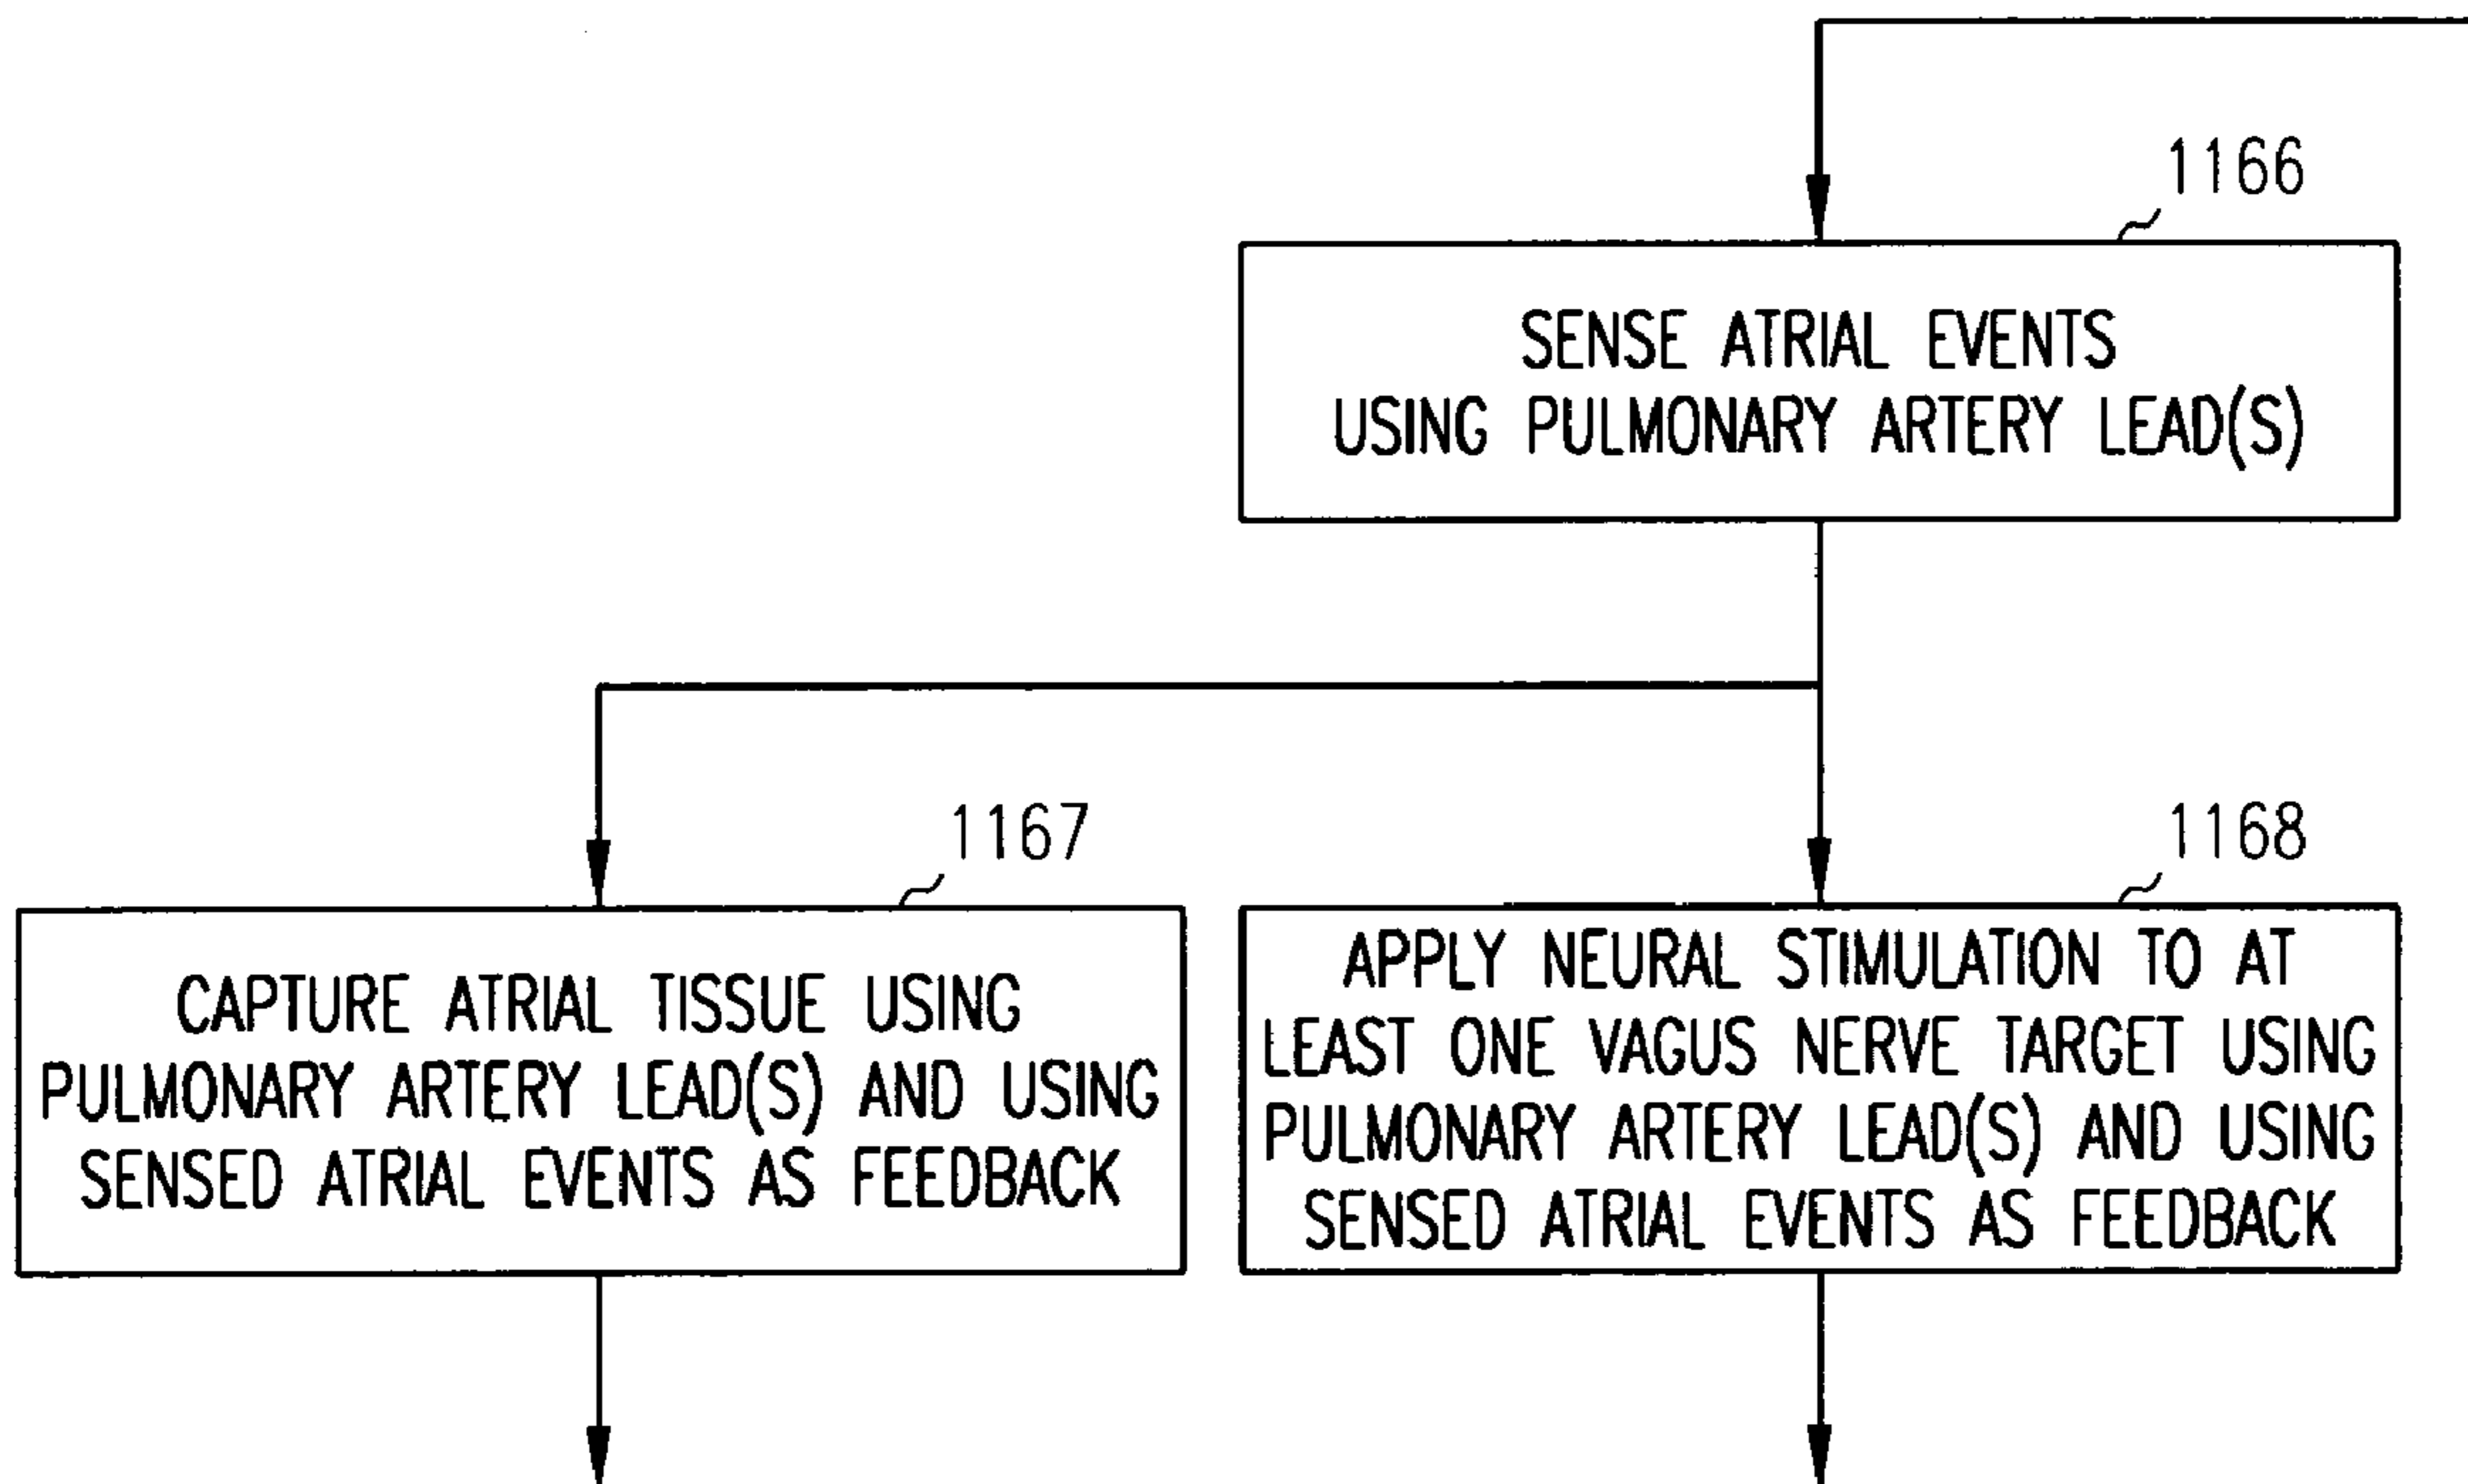 1166
SENSE ATRIAL EVENTS
USING PULMONARY ARTERY LEAD(S)
1167
CAPTURE ATRIAL TISSUE USING
PULMONARY ARTERY LEAD(S) AND USING
SENSED ATRIAL EVENTS AS FEEDBACK
1168
APPLY NEURAL STIMULATION TO AT
LEAST ONE VAGUS NERVE TARGET USING
PULMONARY ARTERY LEAD(S) AND USING
SENSED ATRIAL EVENTS AS FEEDBACK